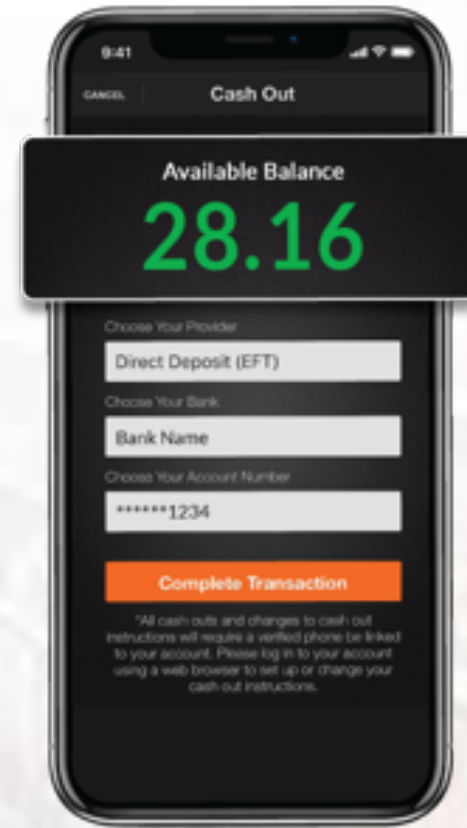 9:41
CANCEL
Cash Out
Available Balance
28.16
Choose Your Provider
Direct Deposit (EFT)
Choose Your Bank
Bank Name
Choose Your Account Number
******1234
Complete Transaction
*All cash outs and changes to cash out
instructions will require a verified phone be linked
to your account. Please log in to your account
using a web browser to set up or change your
cash out instructions.